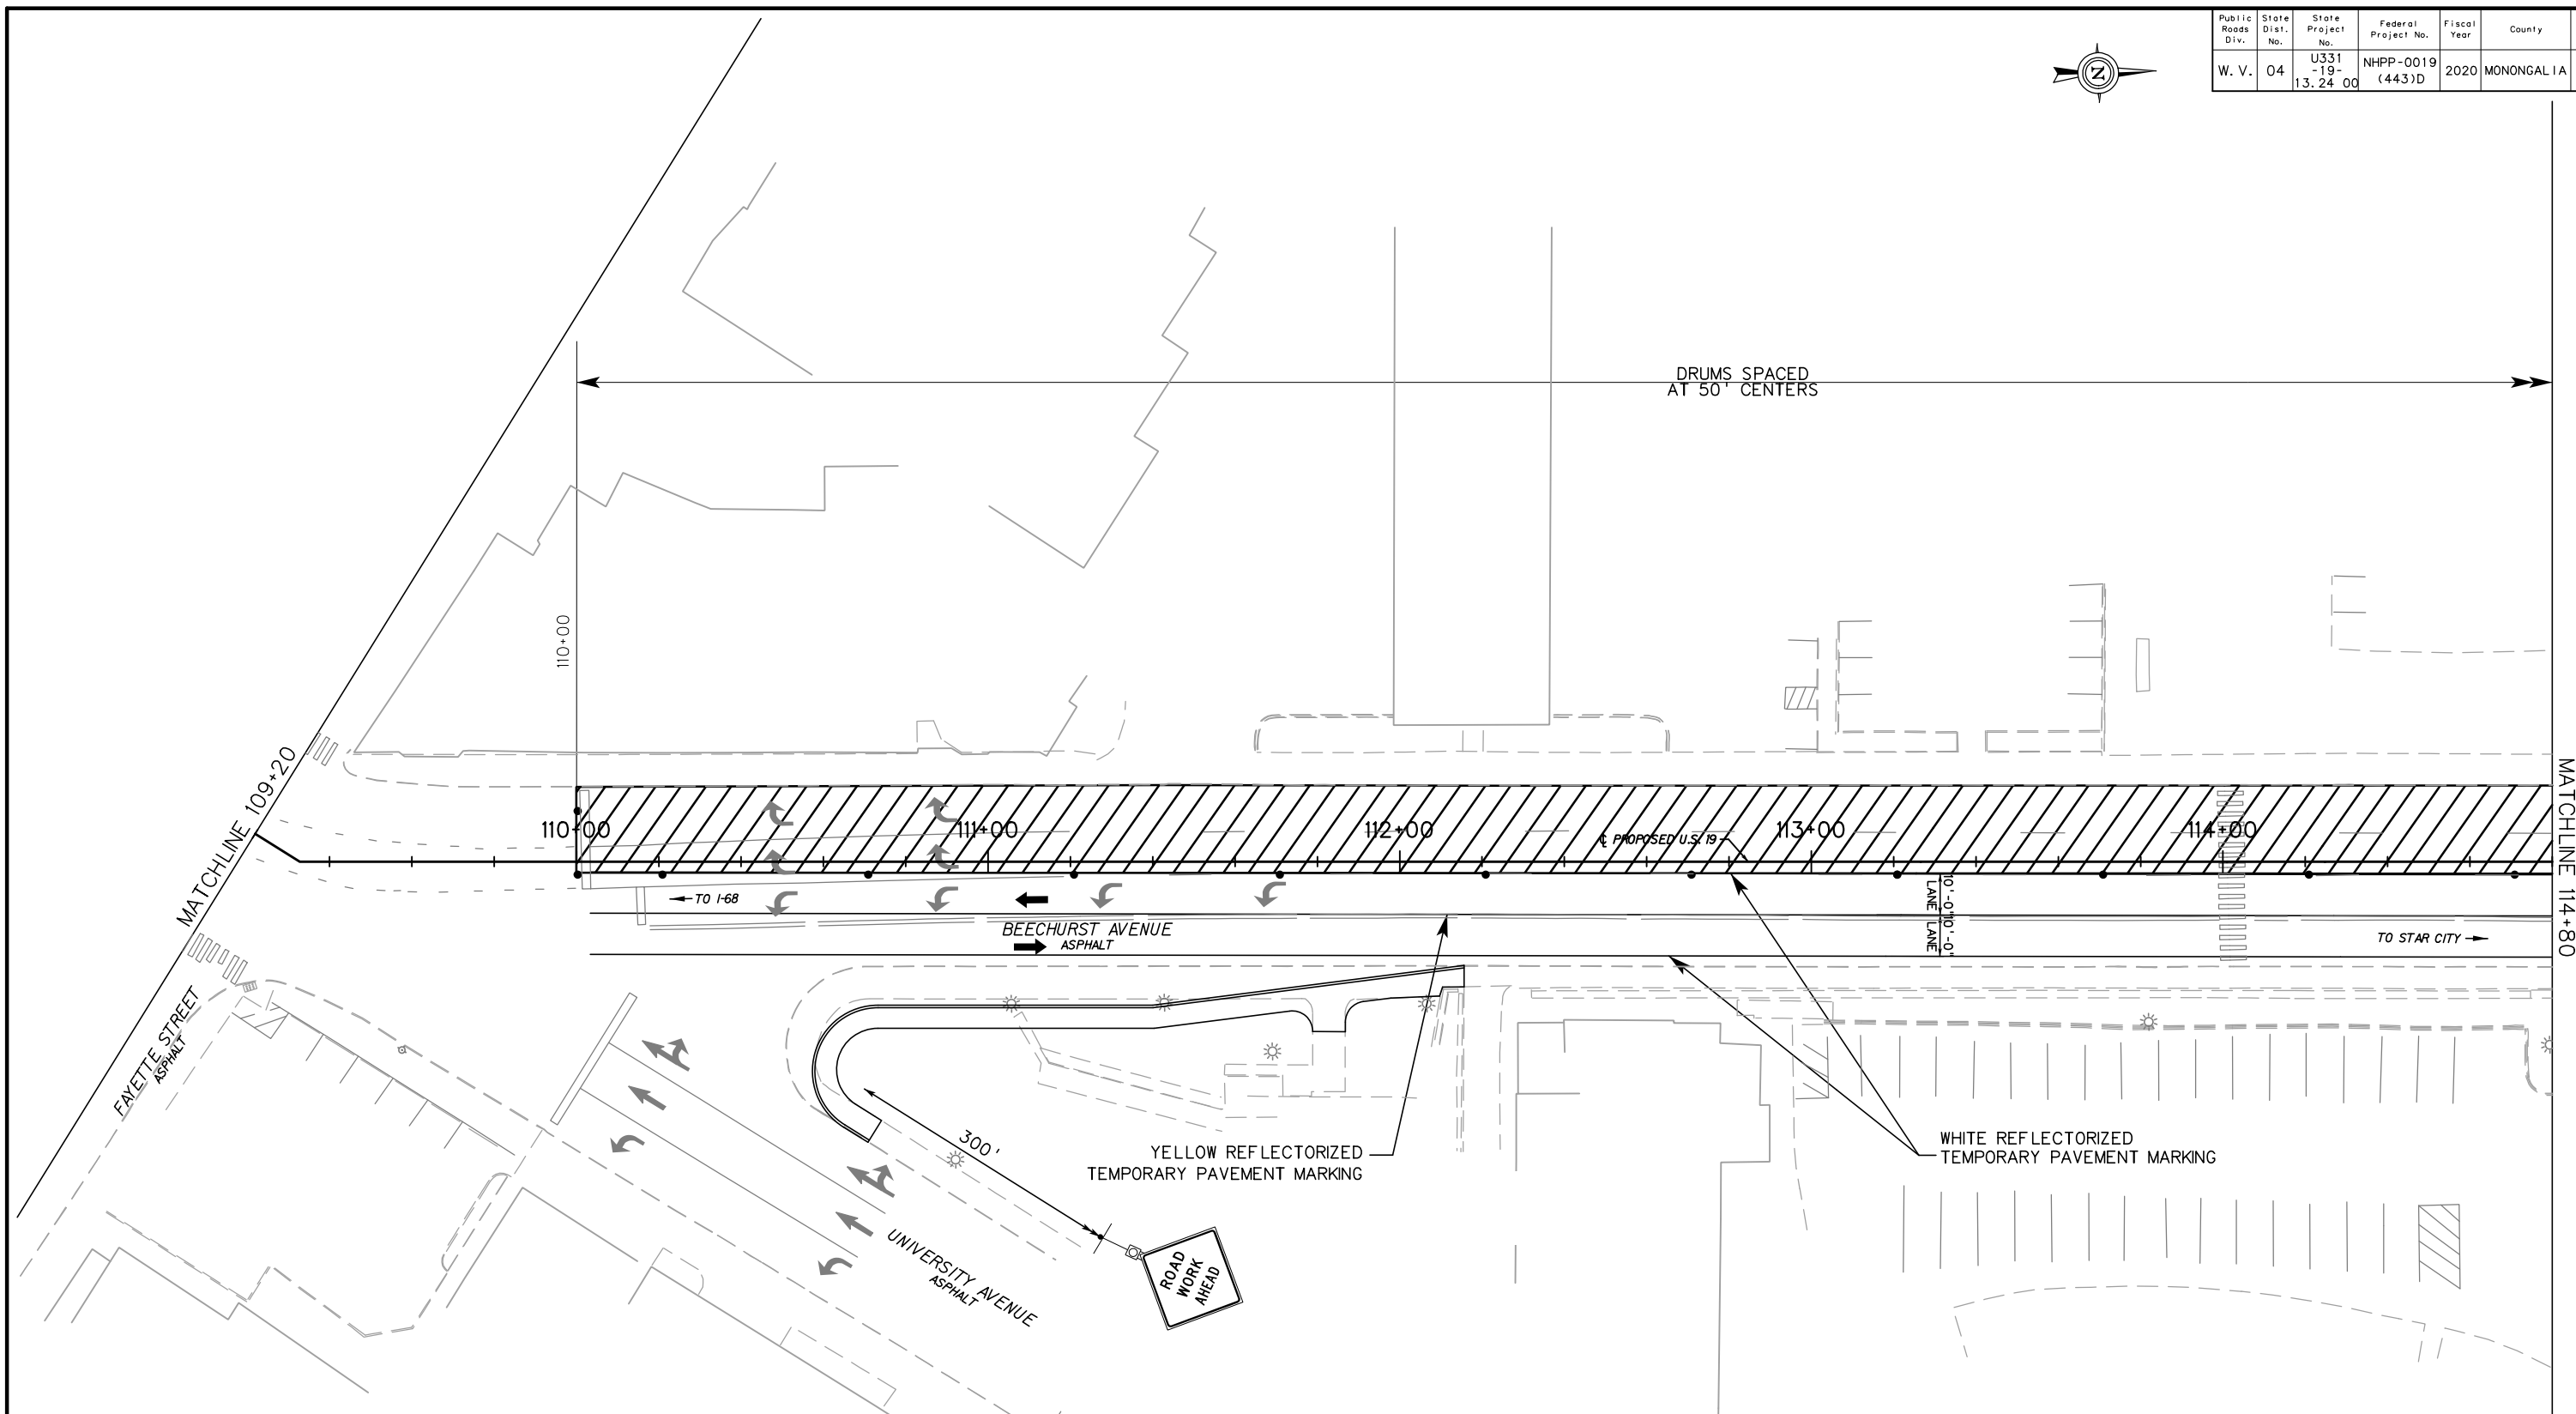 Public Roads Div.
State Dist. No.
State Project No.
Federal Project No.
Fiscal Year
County
W. V.
04
U331 -19- 13.24 00
NHPP-0019 (443)D
2020
MONONGALIA
N
DRUMS SPACED
AT 50' CENTERS
110+00
MATCHLINE 109+20
110+00
111+00
112+00
℄ PROPOSED U.S. 19
113+00
114+00
MATCHLINE 114+80
TO I-68
BEECHURST AVENUE
ASPHALT
10'-0"
LANE
10'-0"
LANE
TO STAR CITY
FAYETTE STREET
ASPHALT
300'
YELLOW REFLECTORIZED
TEMPORARY PAVEMENT MARKING
WHITE REFLECTORIZED
TEMPORARY PAVEMENT MARKING
UNIVERSITY AVENUE
ASPHALT
ROAD
WORK
AHEAD